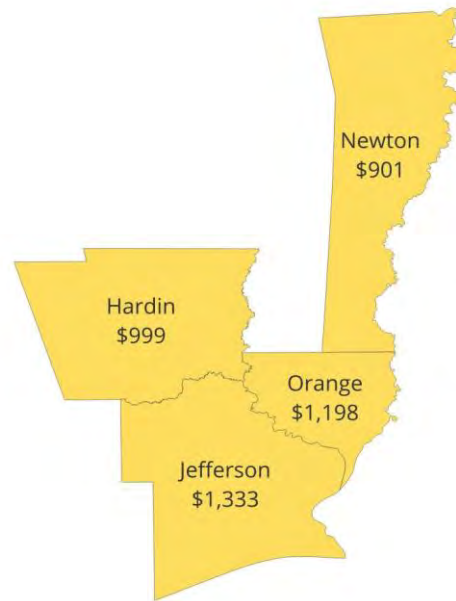 Newton
$901
Hardin
$999
Orange
$1,198
Jefferson
$1,333